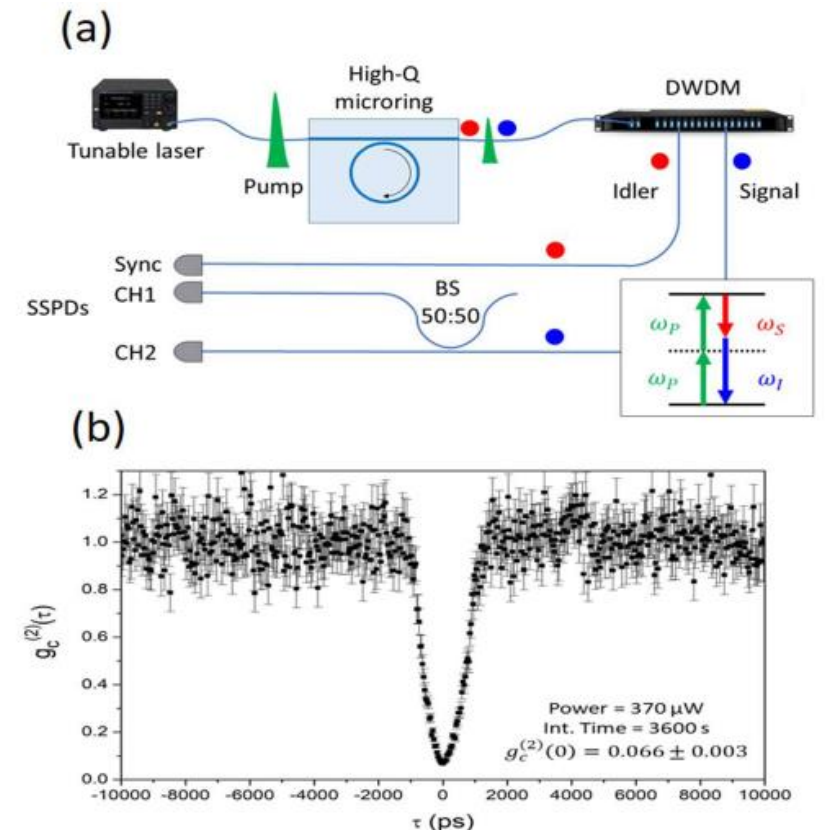 (a)
High-Q
microring
DWDM
Tunable laser
Pump
Idler
Signal
Sync
SSPDs
CH1
BS
50:50
CH2
ω_P
ω_S
ω_P
ω_I
(b)
g_c^(2)(τ)
1.2
1.0
0.8
0.6
0.4
0.2
0.0
Power = 370 μW
Int. Time = 3600 s
g_c^(2)(0) = 0.066 ± 0.003
-10000 -8000 -6000 -4000 -2000 0 2000 4000 6000 8000 10000
τ (ps)